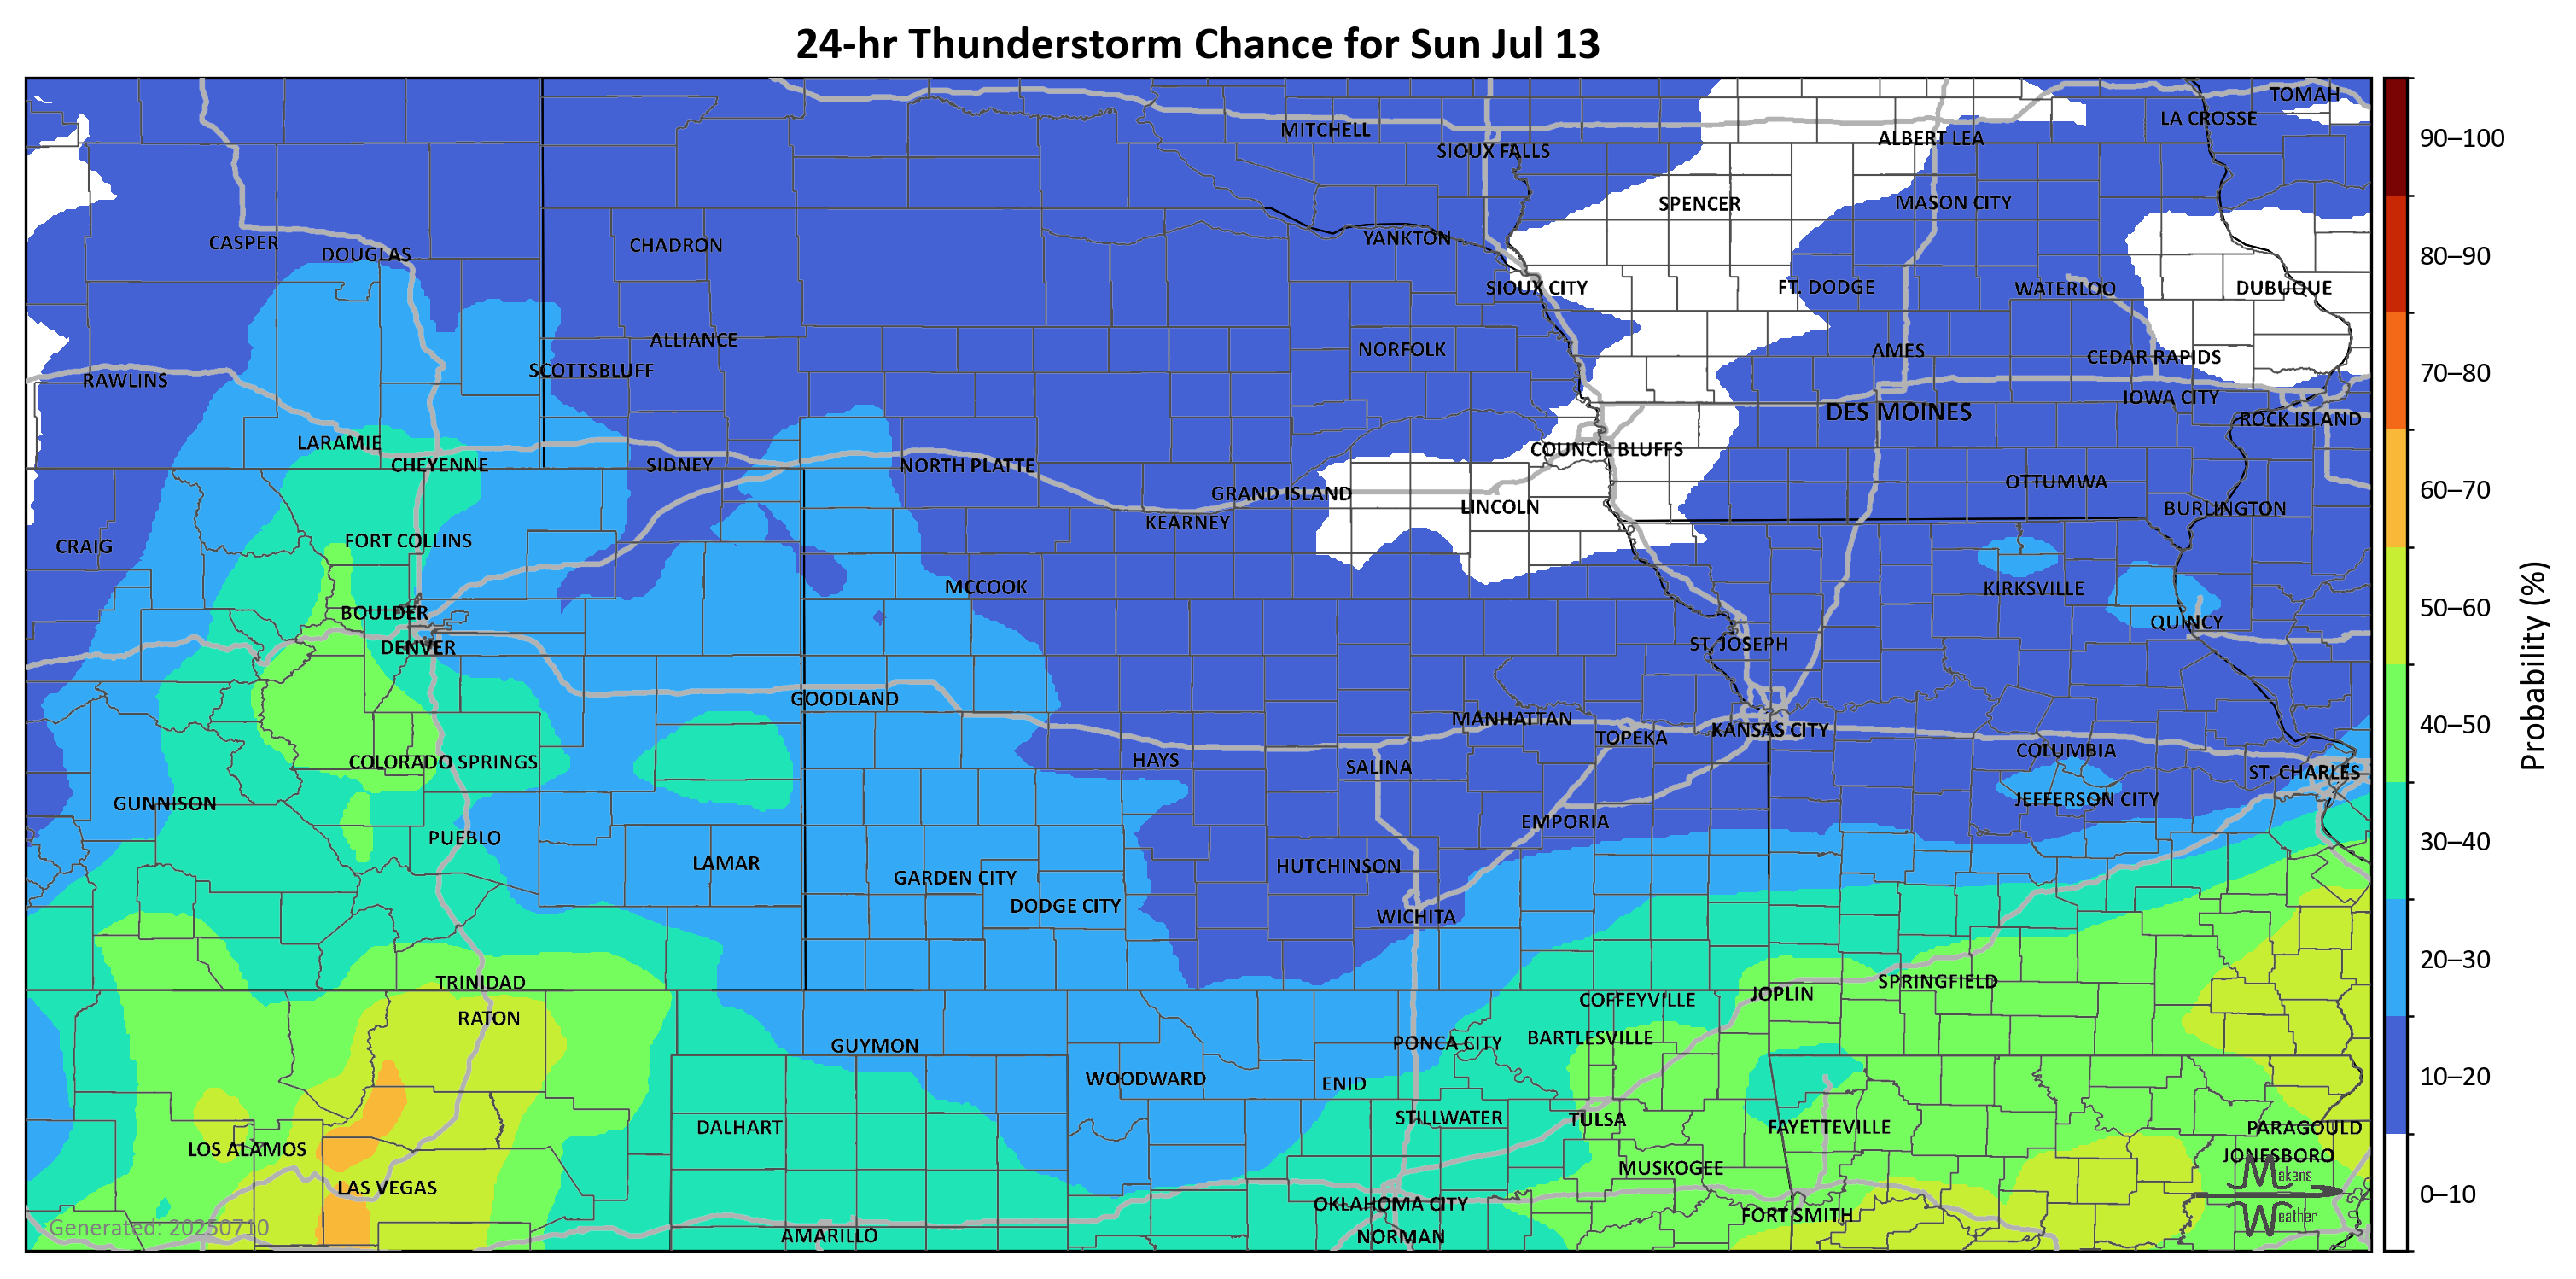 24-hr Thunderstorm Chance for Sun Jul 13
TOMAH
LA CROSSE
MITCHELL
ALBERT LEA
SIOUX FALLS
SPENCER
MASON CITY
CASPER
DOUGLAS
CHADRON
YANKTON
SIOUX CITY
FT. DODGE
WATERLOO
DUBUQUE
ALLIANCE
NORFOLK
AMES
CEDAR RAPIDS
SCOTTSBLUFF
RAWLINS
IOWA CITY
DES MOINES
ROCK ISLAND
LARAMIE
COUNCIL BLUFFS
CHEYENNE
SIDNEY
NORTH PLATTE
OTTUMWA
GRAND ISLAND
LINCOLN
BURLINGTON
KEARNEY
FORT COLLINS
CRAIG
MCCOOK
KIRKSVILLE
BOULDER
QUINCY
DENVER
ST. JOSEPH
GOODLAND
MANHATTAN
KANSAS CITY
TOPEKA
COLUMBIA
COLORADO SPRINGS
HAYS
SALINA
ST. CHARLES
GUNNISON
JEFFERSON CITY
EMPORIA
PUEBLO
LAMAR
HUTCHINSON
GARDEN CITY
DODGE CITY
WICHITA
TRINIDAD
SPRINGFIELD
JOPLIN
COFFEYVILLE
RATON
BARTLESVILLE
PONCA CITY
GUYMON
WOODWARD
ENID
STILLWATER
TULSA
DALHART
FAYETTEVILLE
PARAGOULD
LOS ALAMOS
JONESBORO
MUSKOGEE
LAS VEGAS
OKLAHOMA CITY
FORT SMITH
AMARILLO
NORMAN
Generated: 20250710
Makens
Weather
90–100
80–90
70–80
60–70
50–60
40–50
30–40
20–30
10–20
0–10
Probability (%)